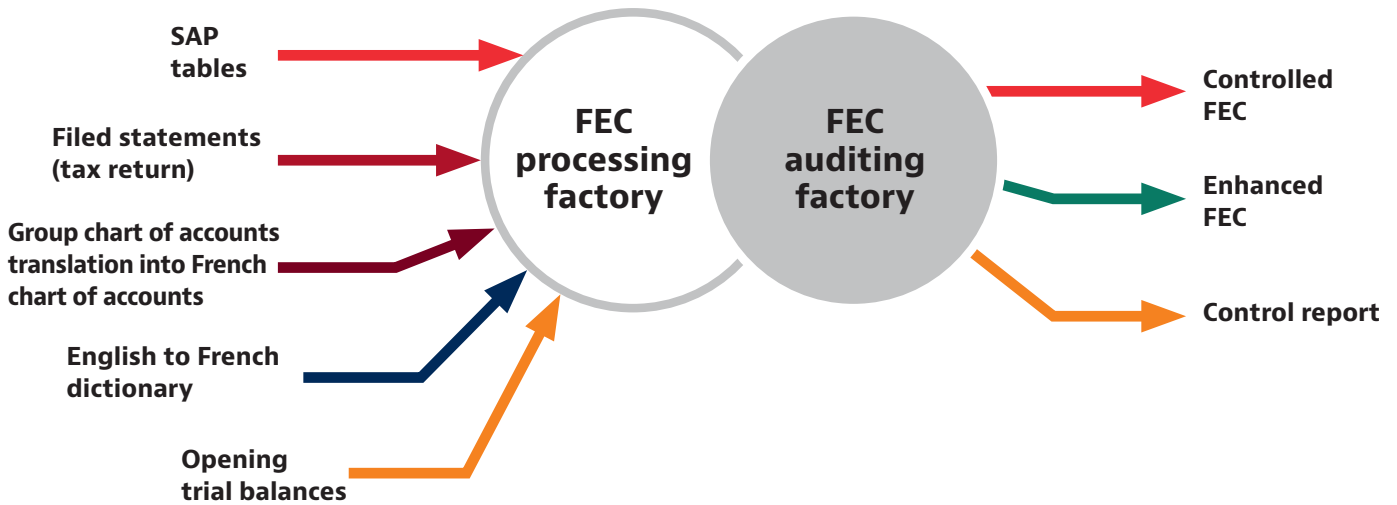 SAP
tables
Filed statements
(tax return)
Group chart of accounts
translation into French
chart of accounts
English to French
dictionary
Opening
trial balances
FEC
processing
factory
FEC
auditing
factory
Controlled
FEC
Enhanced
FEC
Control report